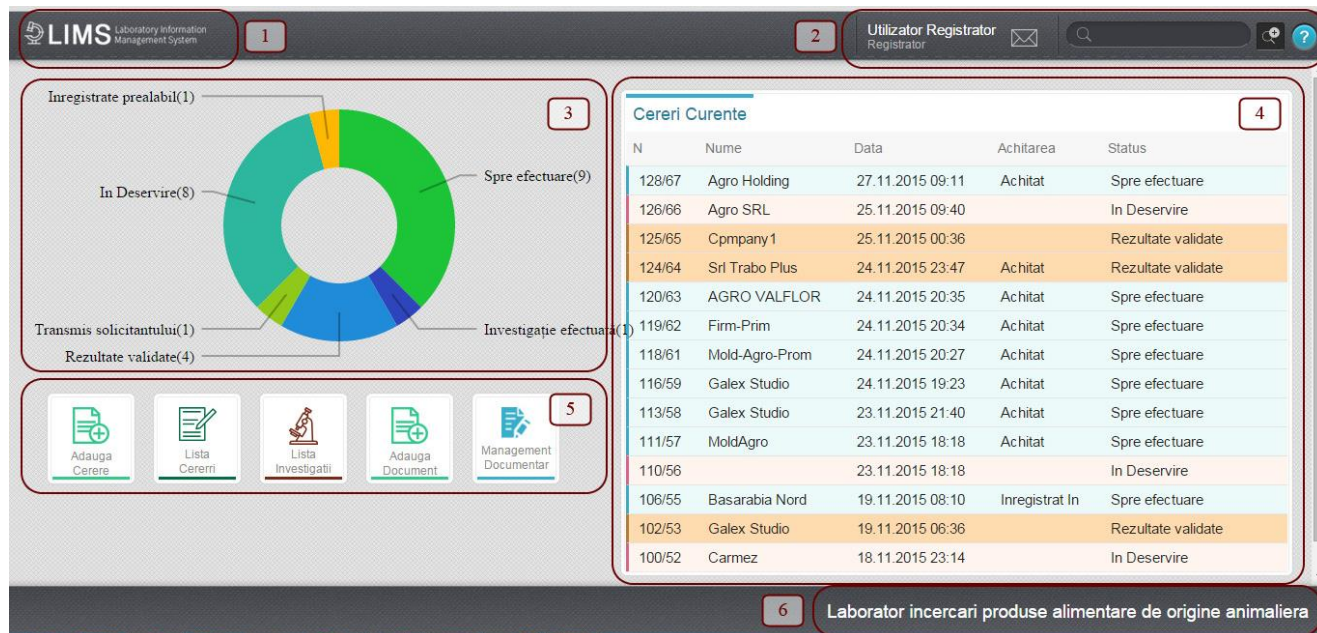 LIMS Laboratory Information
Management System
1
2
Utilizator Registrator
Registrator
?
3
Inregistrate prealabil(1)
Spre efectuare(9)
In Deservire(8)
Transmis solicitantului(1)
Investigație efectuată(1)
Rezultate validate(4)
4
Cereri Curente
N Nume Data Achitarea Status
128/67 Agro Holding 27.11.2015 09:11 Achitat Spre efectuare
126/66 Agro SRL 25.11.2015 09:40 In Deservire
125/65 Cpmpany1 25.11.2015 00:36 Rezultate validate
124/64 Srl Trabo Plus 24.11.2015 23:47 Achitat Rezultate validate
120/63 AGRO VALFLOR 24.11.2015 20:35 Achitat Spre efectuare
119/62 Firm-Prim 24.11.2015 20:34 Achitat Spre efectuare
118/61 Mold-Agro-Prom 24.11.2015 20:27 Achitat Spre efectuare
116/59 Galex Studio 24.11.2015 19:23 Achitat Spre efectuare
113/58 Galex Studio 23.11.2015 21:40 Achitat Spre efectuare
111/57 MoldAgro 23.11.2015 18:18 Achitat Spre efectuare
110/56 23.11.2015 18:18 In Deservire
106/55 Basarabia Nord 19.11.2015 08:10 Inregistrat In Spre efectuare
102/53 Galex Studio 19.11.2015 06:36 Rezultate validate
100/52 Carmez 18.11.2015 23:14 In Deservire
5
Adauga
Cerere
Lista
Cererri
Lista
Investigatii
Adauga
Document
Management
Documentar
6
Laborator incercari produse alimentare de origine animaliera